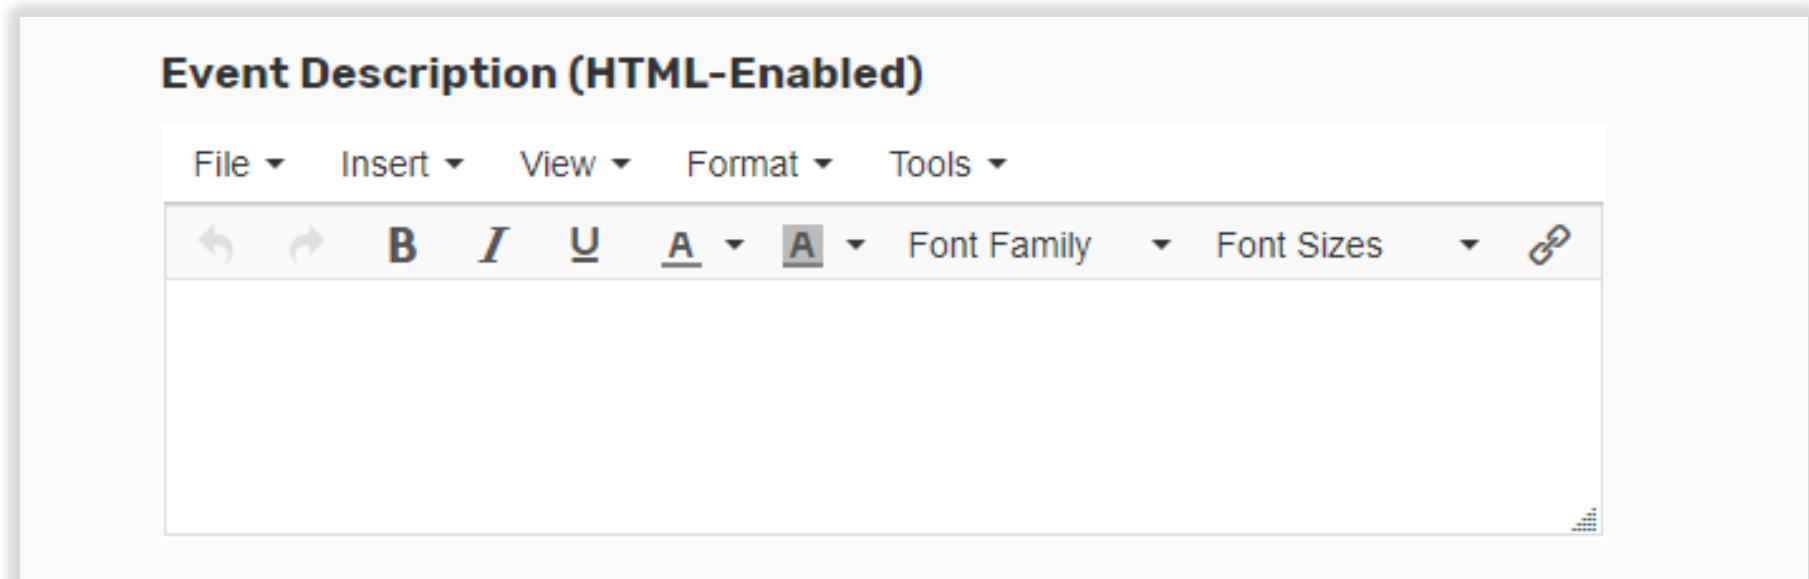 Event Description (HTML-Enabled)
File Insert View Format Tools
B I U A A Font Family Font Sizes